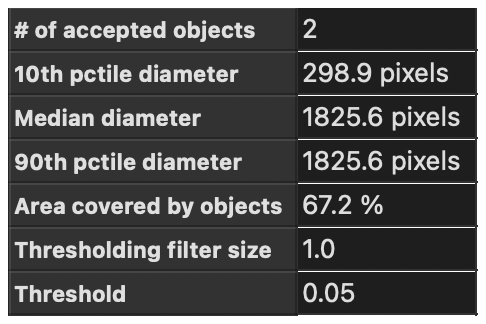 # of accepted objects 2
10th pctile diameter 298.9 pixels
Median diameter 1825.6 pixels
90th pctile diameter 1825.6 pixels
Area covered by objects 67.2 %
Thresholding filter size 1.0
Threshold 0.05